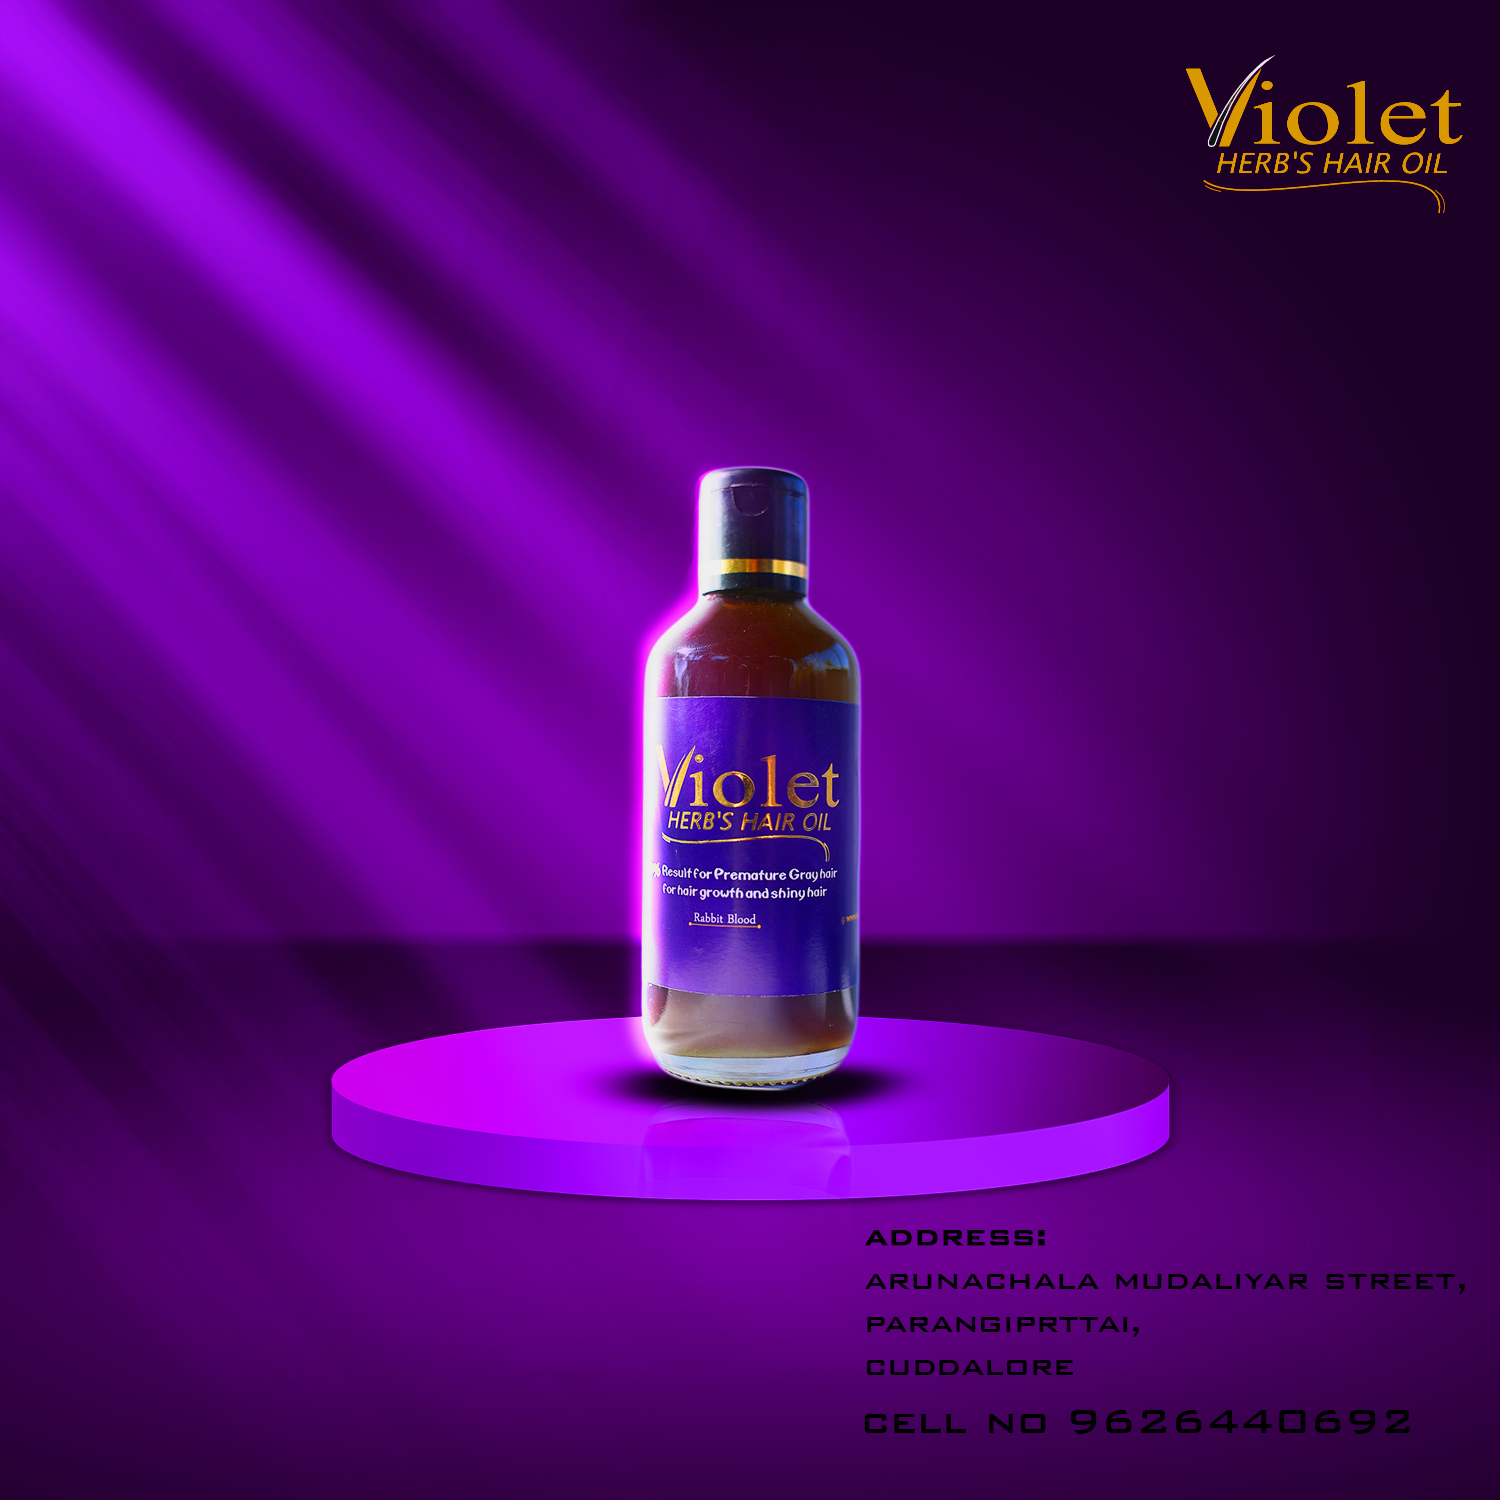 Violet
HERB'S HAIR OIL
Violet
HERB'S HAIR OIL
Result for Premature Gray hair
for hair growth and shiny hair
Rabbit Blood
ADDRESS:
ARUNACHALA MUDALIYAR STREET,
PARANGIPRTTAI,
CUDDALORE
CELL NO 9626440692